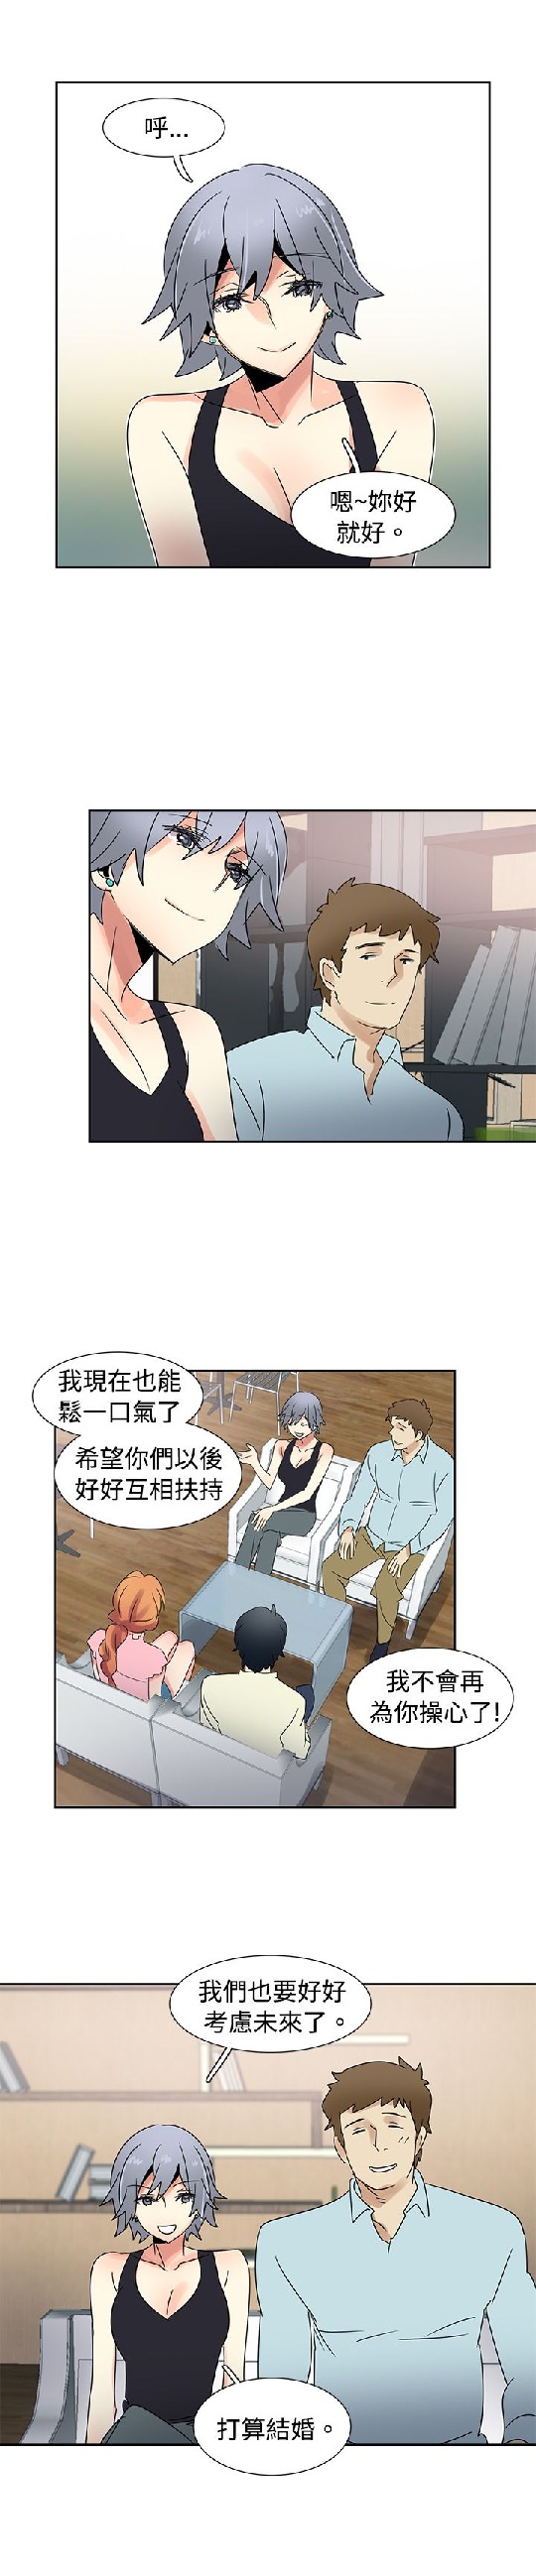 呼...
嗯~妳好
就好。
我現在也能
鬆一口氣了
希望你們以後
好好互相扶持
我不會再
為你操心了!
我們也要好好
考慮未來了。
打算結婚。